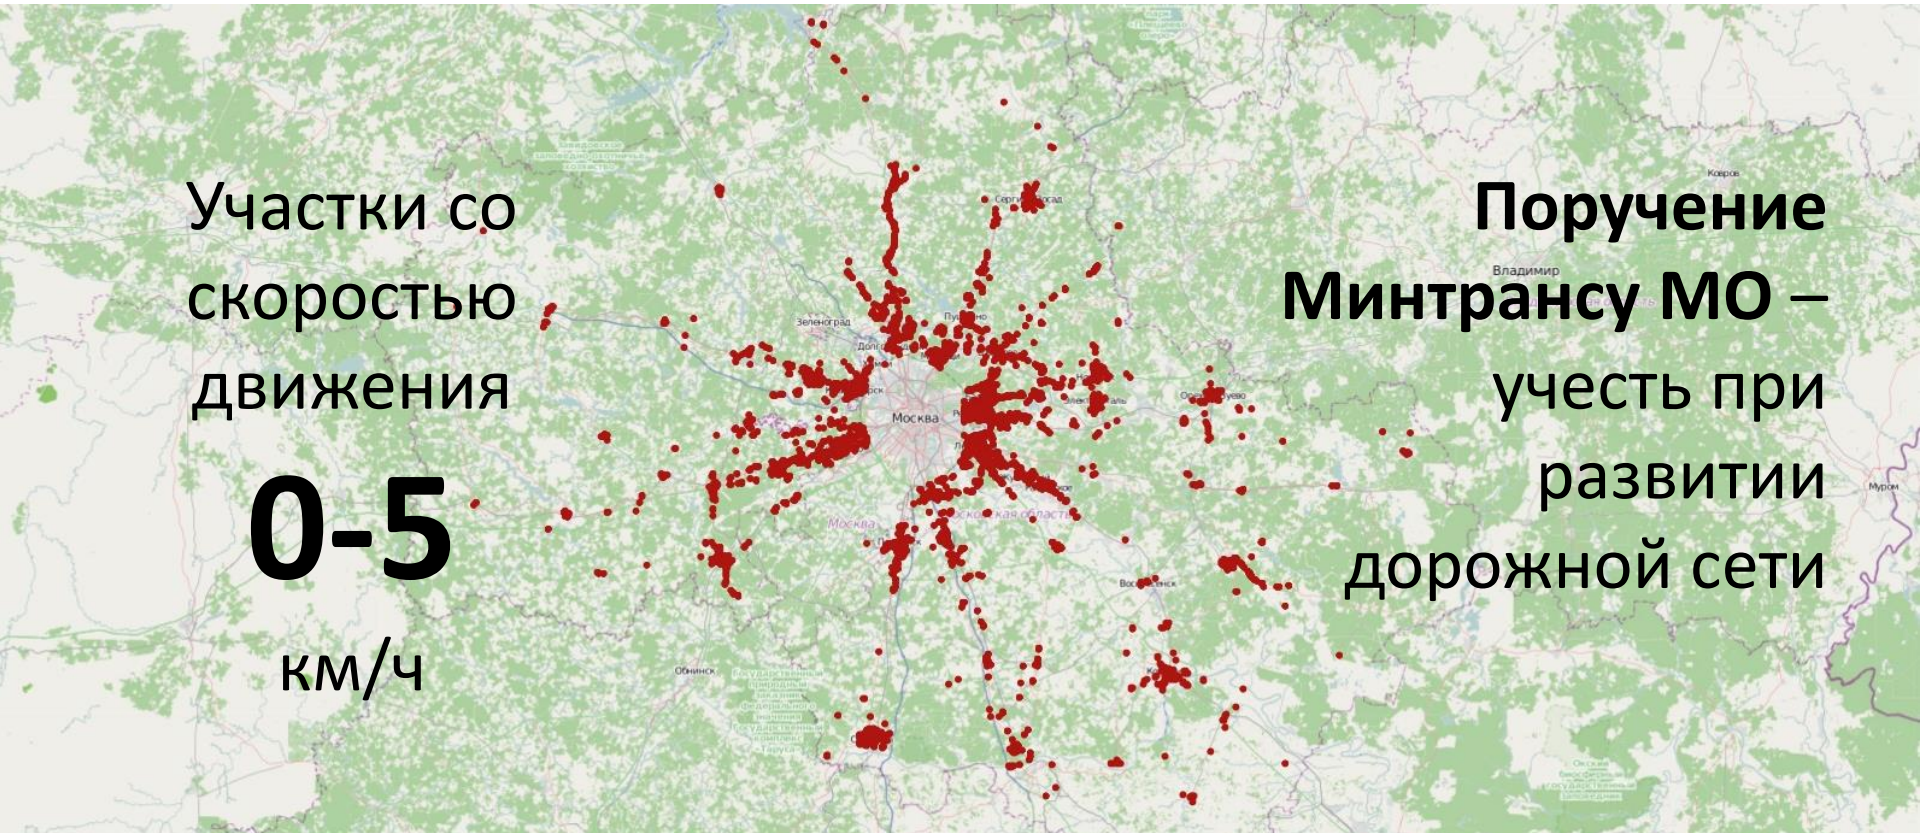 Участки со
скоростью
движения
0-5
км/ч
Поручение
Минтрансу МО –
учесть при
развитии
дорожной сети
Ковров
Владимир
Зеленоград
Москва
Муром
Москва
Обнинск